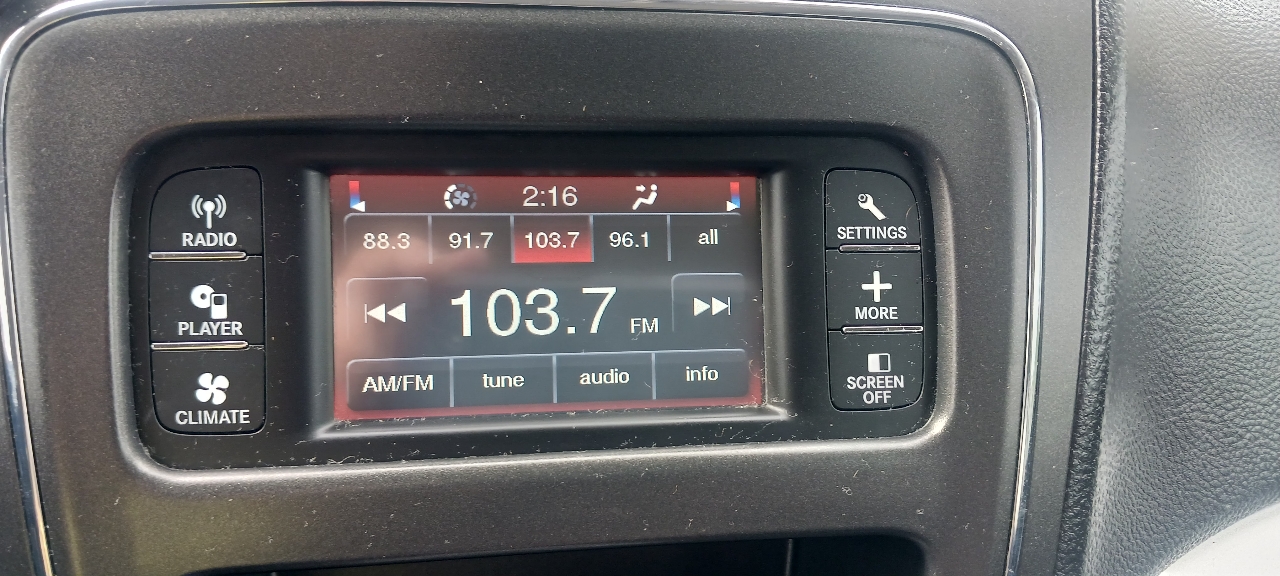 2:16
88.3 91.7 103.7 96.1 all
103.7 FM
AM/FM tune audio info
RADIO
PLAYER
CLIMATE
SETTINGS
MORE
SCREEN
OFF